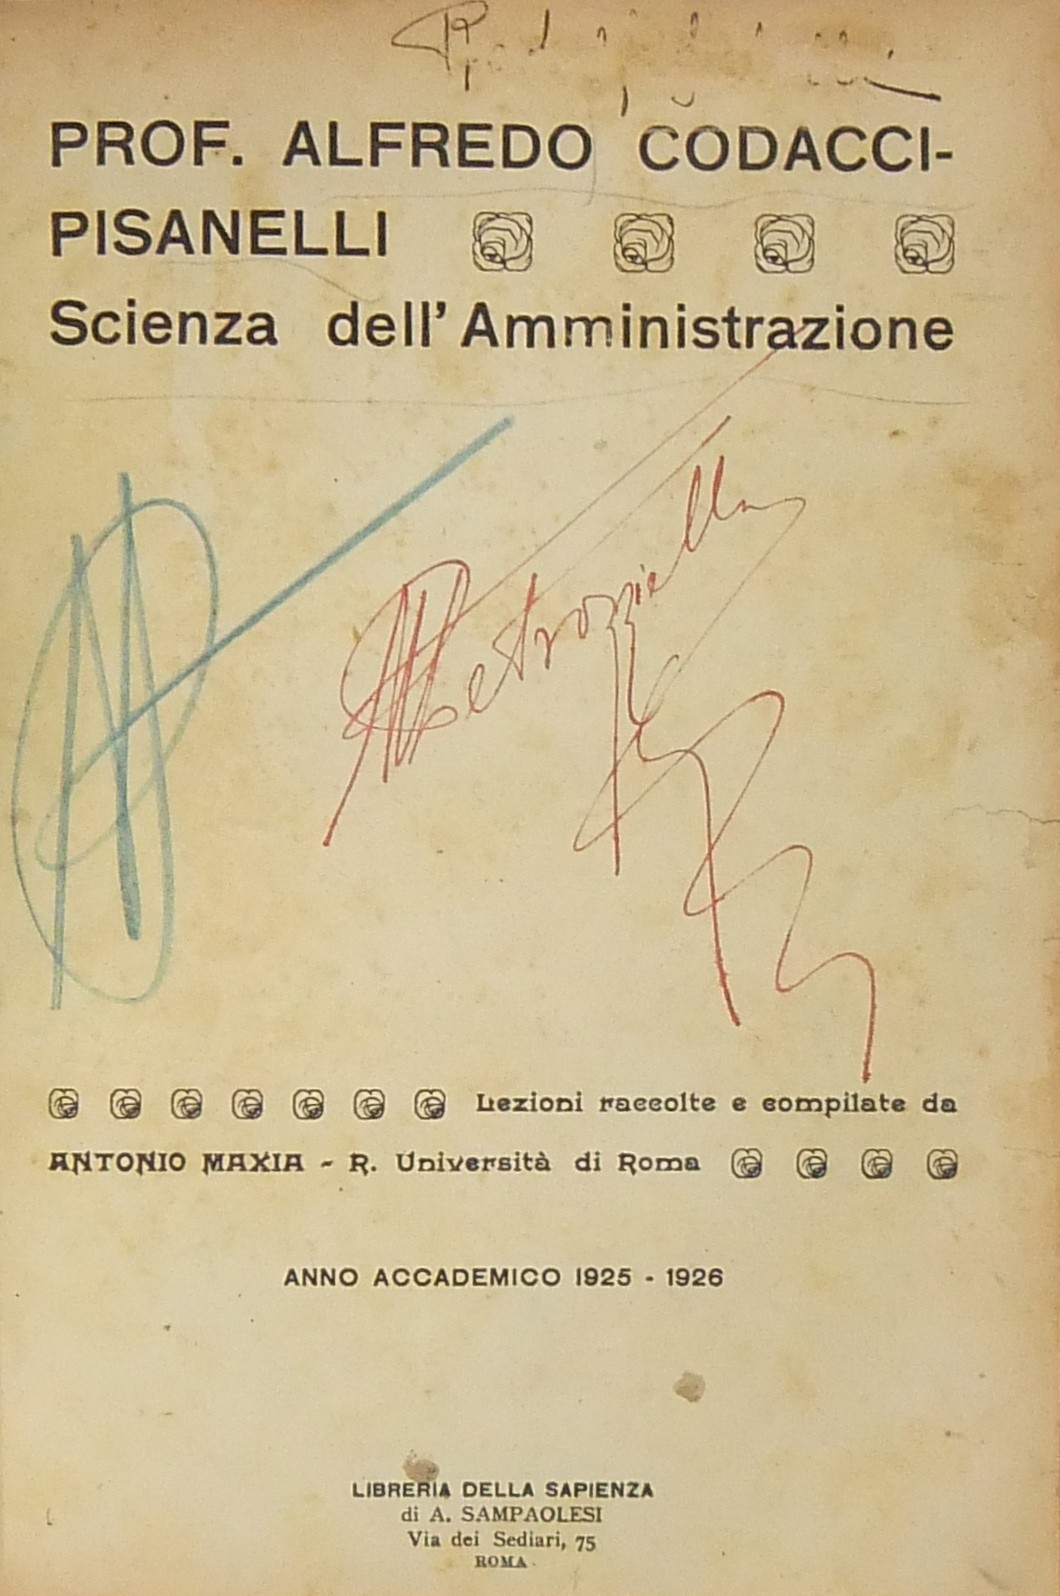 PROF. ALFREDO CODACCI-
PISANELLI
Scienza dell'Amministrazione
Petrozziello
Lezioni raccolte e compilate da
ANTONIO MAXIA - R. Università di Roma
ANNO ACCADEMICO 1925 - 1926
LIBRERIA DELLA SAPIENZA
di A. SAMPAOLESI
Via dei Sediari, 75
ROMA